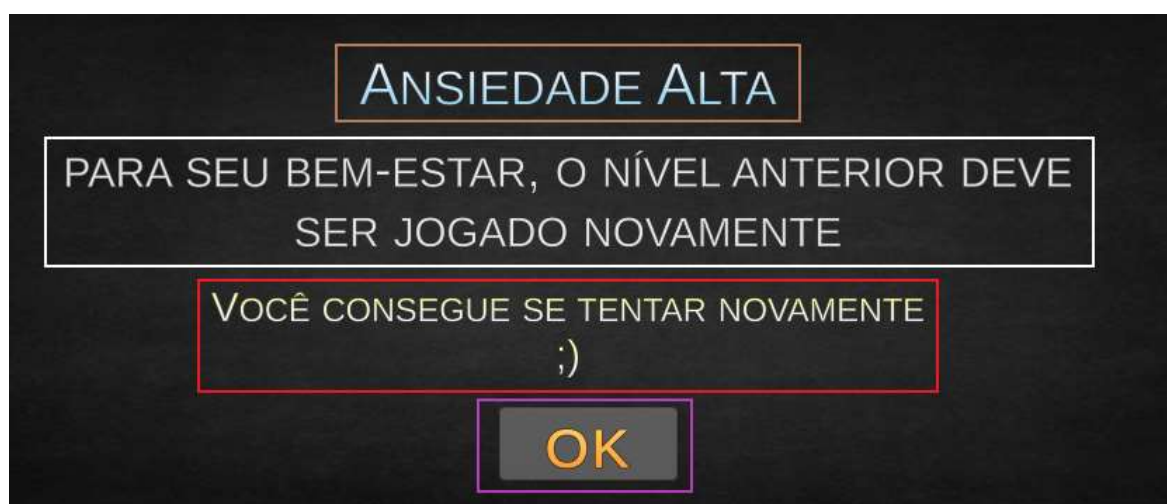 ANSIEDADE ALTA
PARA SEU BEM-ESTAR, O NÍVEL ANTERIOR DEVE
SER JOGADO NOVAMENTE
VOCÊ CONSEGUE SE TENTAR NOVAMENTE
;)
OK